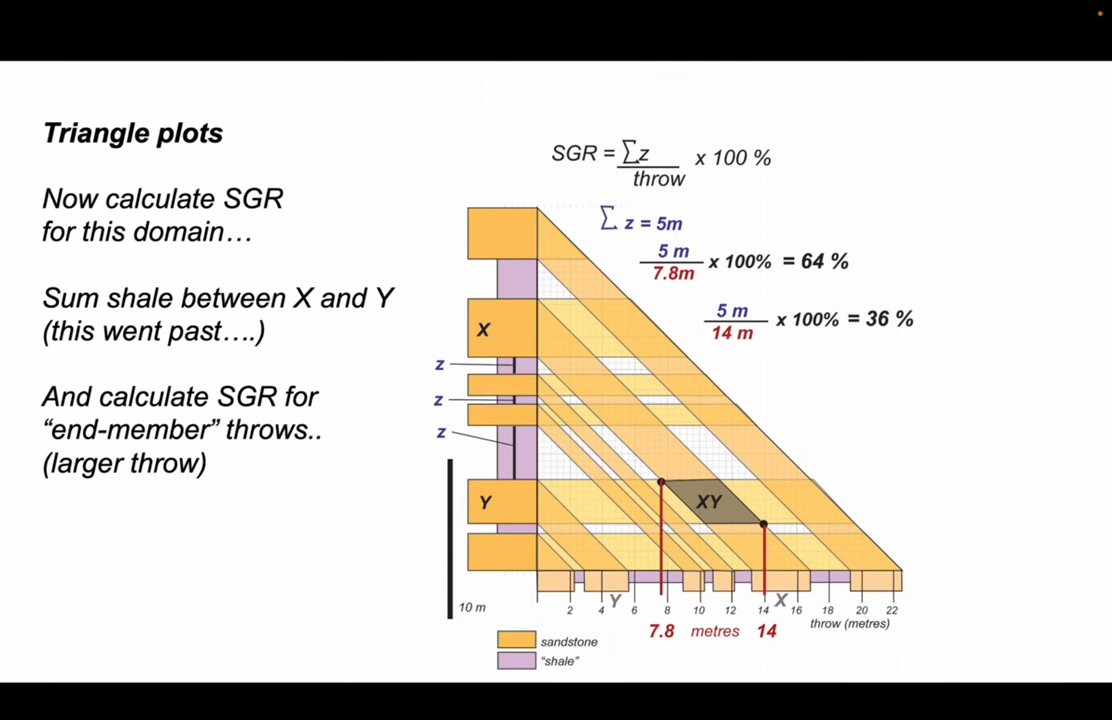 Triangle plots
Now calculate SGR
for this domain...
Sum shale between X and Y
(this went past....)
And calculate SGR for
“end-member” throws..
(larger throw)
SGR = ∑z x 100 %
throw
∑ z = 5m
5 m x 100% = 64 %
7.8m
5 m x 100% = 36 %
14 m
X
z
z
z
Y
XY
10 m
Y
X
2 4 6 8 10 12 14 16 18 20 22
throw (metres)
7.8 metres 14
sandstone
“shale”